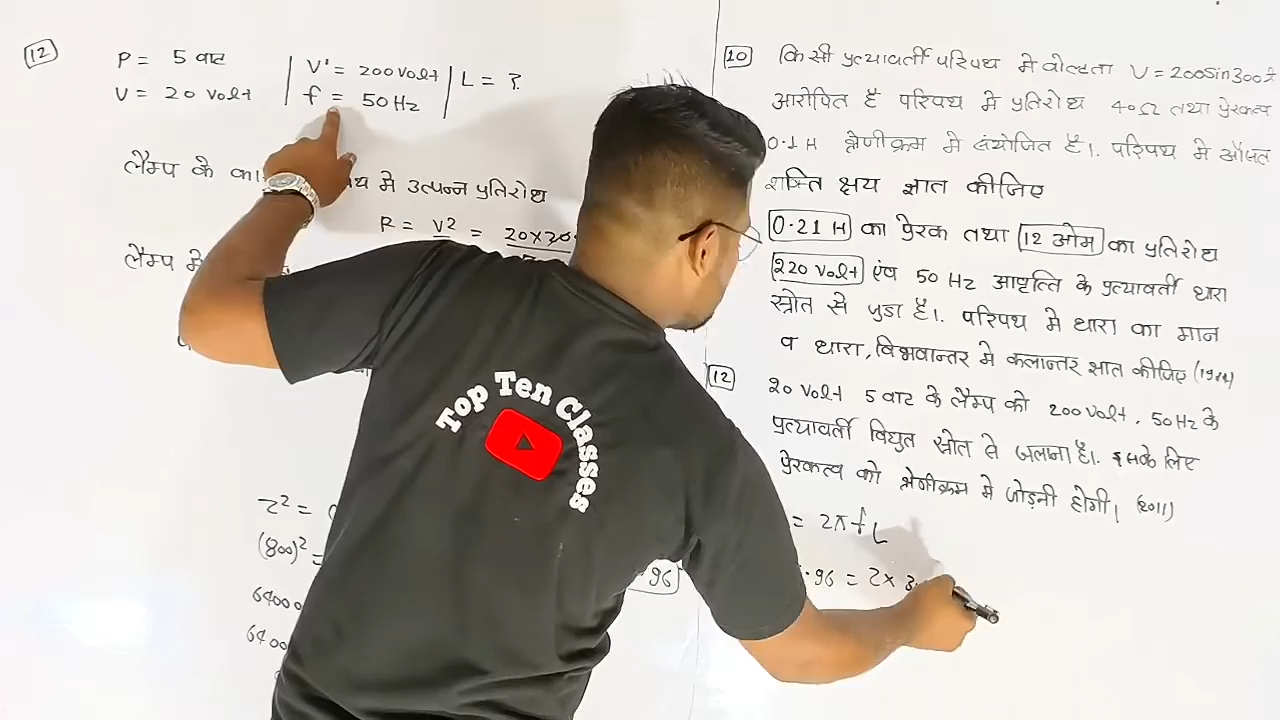 12
P = 5 वाट
V = 20 Volt
V' = 200 Volt
f = 50 Hz
L = ?
लैम्प के का
थ मे उत्पन्न प्रतिरोध
R = V2 = 20×20
लैम्प मे
Z2 =
(800)2 =
64000
6400
96
10 किसी प्रत्यावर्ती परिपथ मे वोल्टता V = 200sin300t
आरोपित है परिपथ में प्रतिरोध 40Ω तथा प्रेरकत्व
0.1 H श्रेणीक्रम मे संयोजित है। परिपथ मे औसत
शक्ति क्षय ज्ञात कीजिए
0.21 H का प्रेरक तथा 12 ओम का प्रतिरोध
220 Volt एंव 50 Hz आवृत्ति के प्रत्यावर्ती धारा
स्रोत से जुडा है। परिपथ मे धारा का मान
व धारा, विभवान्तर मे कलान्तर ज्ञात कीजिए
12 20 Volt 5 वाट के लैम्प को 200 Volt, 50 Hz के
प्रत्यावर्ती विद्युत स्रोत से जलाना है। इसके लिए
प्रेरकत्व को श्रेणीक्रम मे जोड़नी होगी। (2011)
= 2πfL
.96 = 2×3.
Top Ten Classes